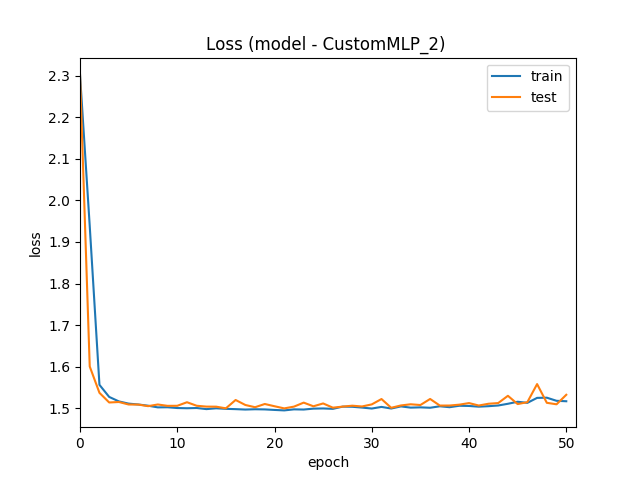 Loss (model - CustomMLP_2)
train
test
2.3
2.2
2.1
2.0
1.9
1.8
1.7
1.6
1.5
loss
0 10 20 30 40 50
epoch